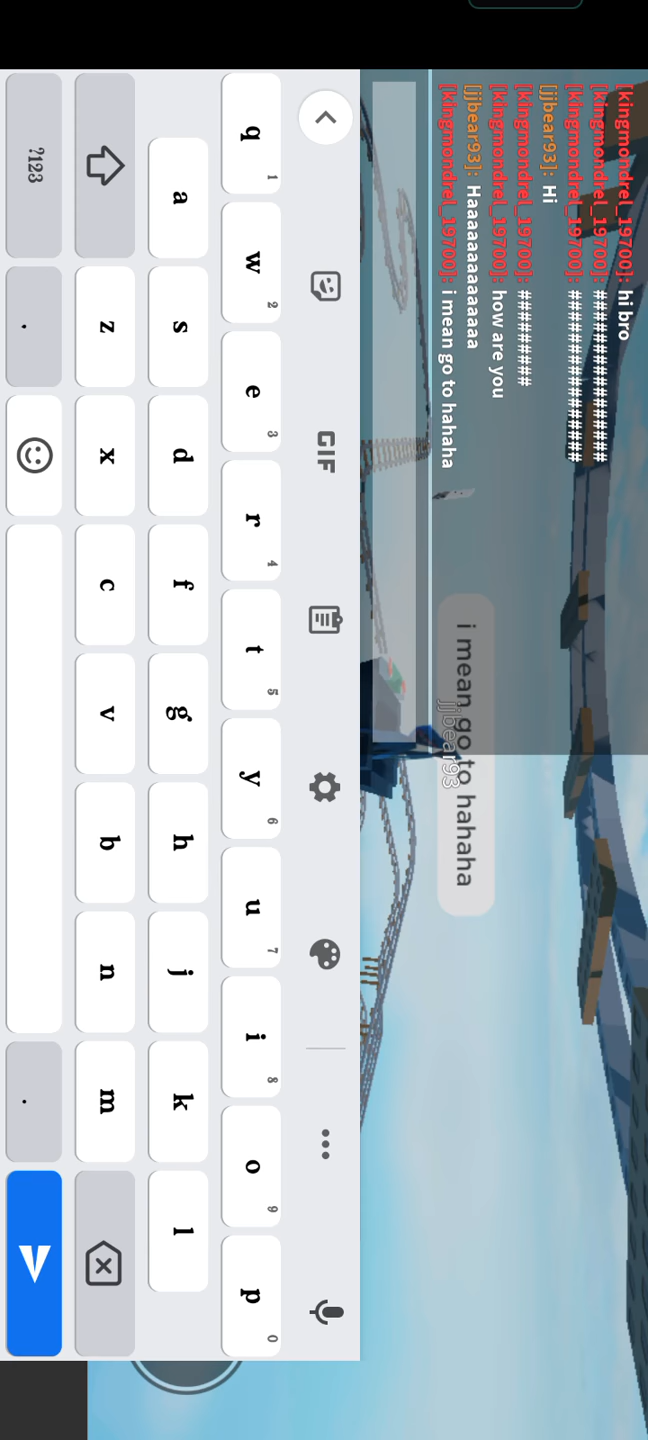 [kingmondrel_19700]: hi bro
[kingmondrel_19700]: ################
[kingmondrel_19700]: ################
[jjbear93]: Hi
[kingmondrel_19700]: #########
[kingmondrel_19700]: how are you
[jjbear93]: Haaaaaaaaaaaaa
[kingmondrel_19700]: i mean go to hahaha
i mean go to hahaha
jjbear93
GIF
q 1 w 2 e 3 r 4 t 5 y 6 u 7 i 8 o 9 p 0
a s d f g h j k l
z x c v b n m
?123 . .